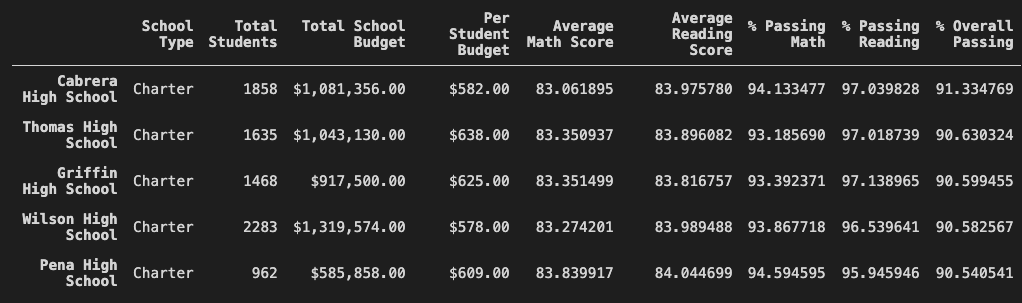 School Type Total Students Total School Budget Per Student Budget Average Math Score Average Reading Score % Passing Math % Passing Reading % Overall Passing
Cabrera High School Charter 1858 $1,081,356.00 $582.00 83.061895 83.975780 94.133477 97.039828 91.334769
Thomas High School Charter 1635 $1,043,130.00 $638.00 83.350937 83.896082 93.185690 97.018739 90.630324
Griffin High School Charter 1468 $917,500.00 $625.00 83.351499 83.816757 93.392371 97.138965 90.599455
Wilson High School Charter 2283 $1,319,574.00 $578.00 83.274201 83.989488 93.867718 96.539641 90.582567
Pena High School Charter 962 $585,858.00 $609.00 83.839917 84.044699 94.594595 95.945946 90.540541